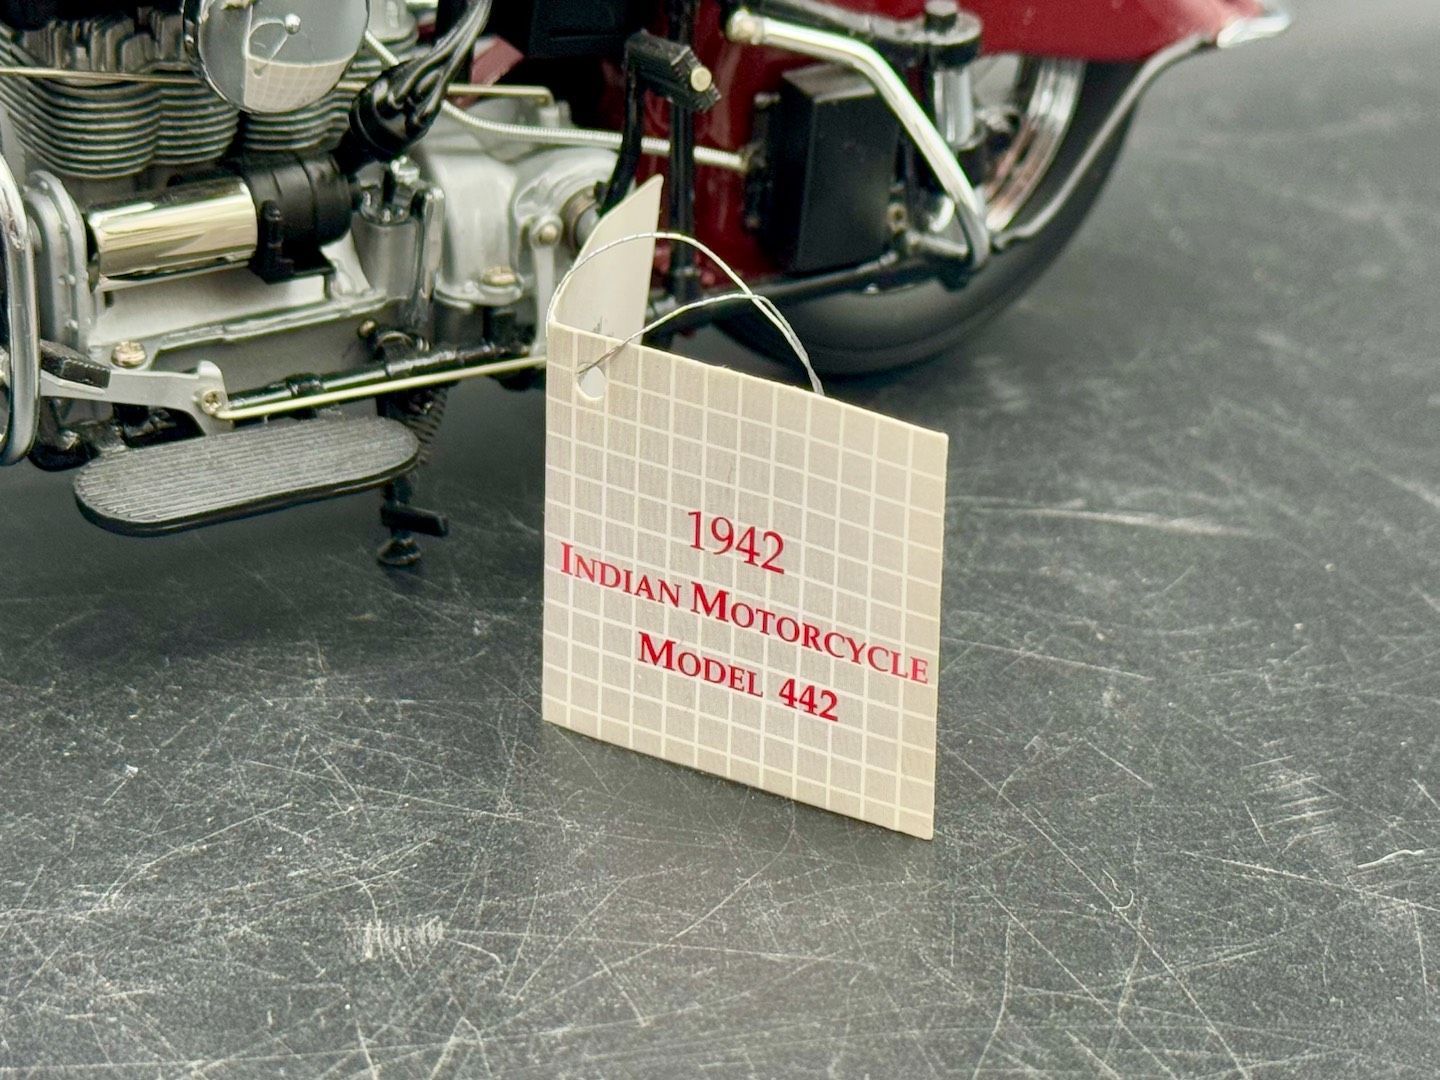 1942
INDIAN MOTORCYCLE
MODEL 442